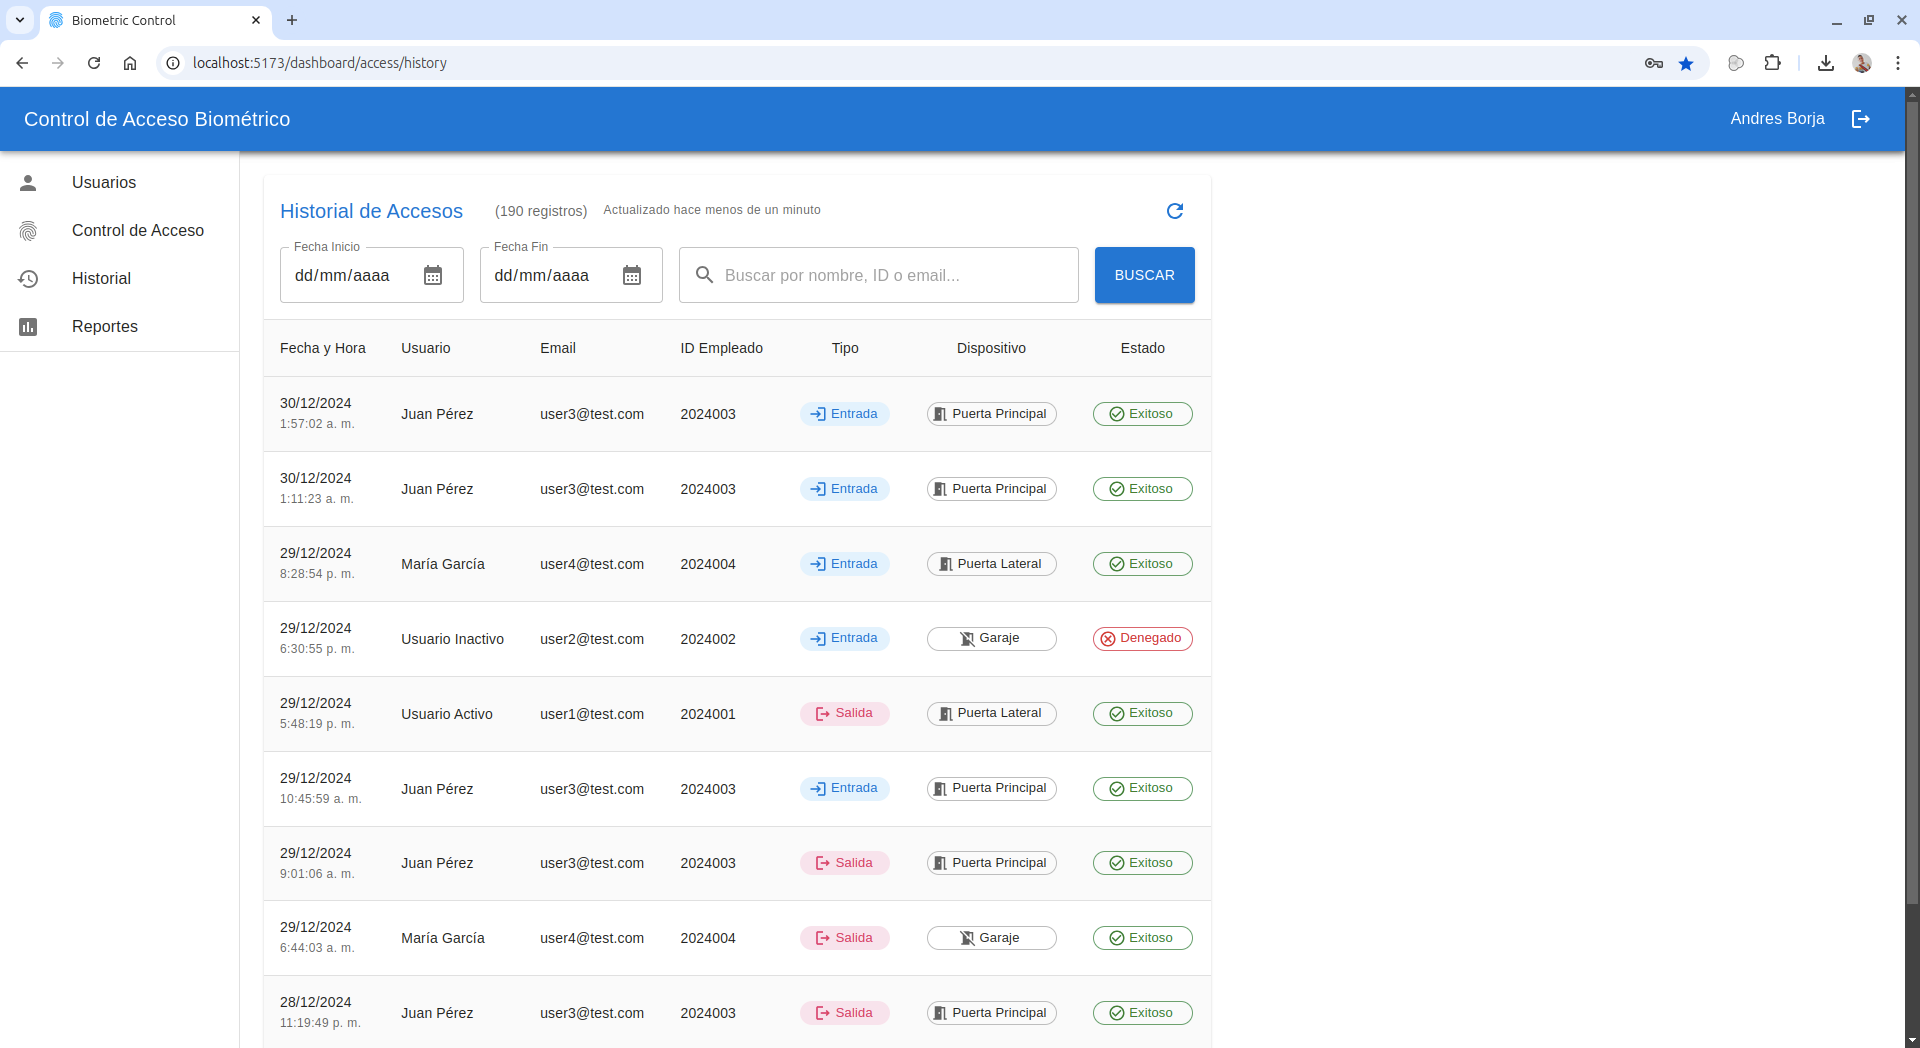 Biometric Control
localhost:5173/dashboard/access/history
Control de Acceso Biométrico
Andres Borja
Usuarios
Control de Acceso
Historial
Reportes
Historial de Accesos (190 registros) Actualizado hace menos de un minuto
Fecha Inicio Fecha Fin
dd/mm/aaaa dd/mm/aaaa Buscar por nombre, ID o email... BUSCAR
Fecha y Hora Usuario Email ID Empleado Tipo Dispositivo Estado
30/12/2024
1:57:02 a. m.
Juan Pérez user3@test.com 2024003 Entrada Puerta Principal Exitoso
30/12/2024
1:11:23 a. m.
Juan Pérez user3@test.com 2024003 Entrada Puerta Principal Exitoso
29/12/2024
8:28:54 p. m.
María García user4@test.com 2024004 Entrada Puerta Lateral Exitoso
29/12/2024
6:30:55 p. m.
Usuario Inactivo user2@test.com 2024002 Entrada Garaje Denegado
29/12/2024
5:48:19 p. m.
Usuario Activo user1@test.com 2024001 Salida Puerta Lateral Exitoso
29/12/2024
10:45:59 a. m.
Juan Pérez user3@test.com 2024003 Entrada Puerta Principal Exitoso
29/12/2024
9:01:06 a. m.
Juan Pérez user3@test.com 2024003 Salida Puerta Principal Exitoso
29/12/2024
6:44:03 a. m.
María García user4@test.com 2024004 Salida Garaje Exitoso
28/12/2024
11:19:49 p. m.
Juan Pérez user3@test.com 2024003 Salida Puerta Principal Exitoso